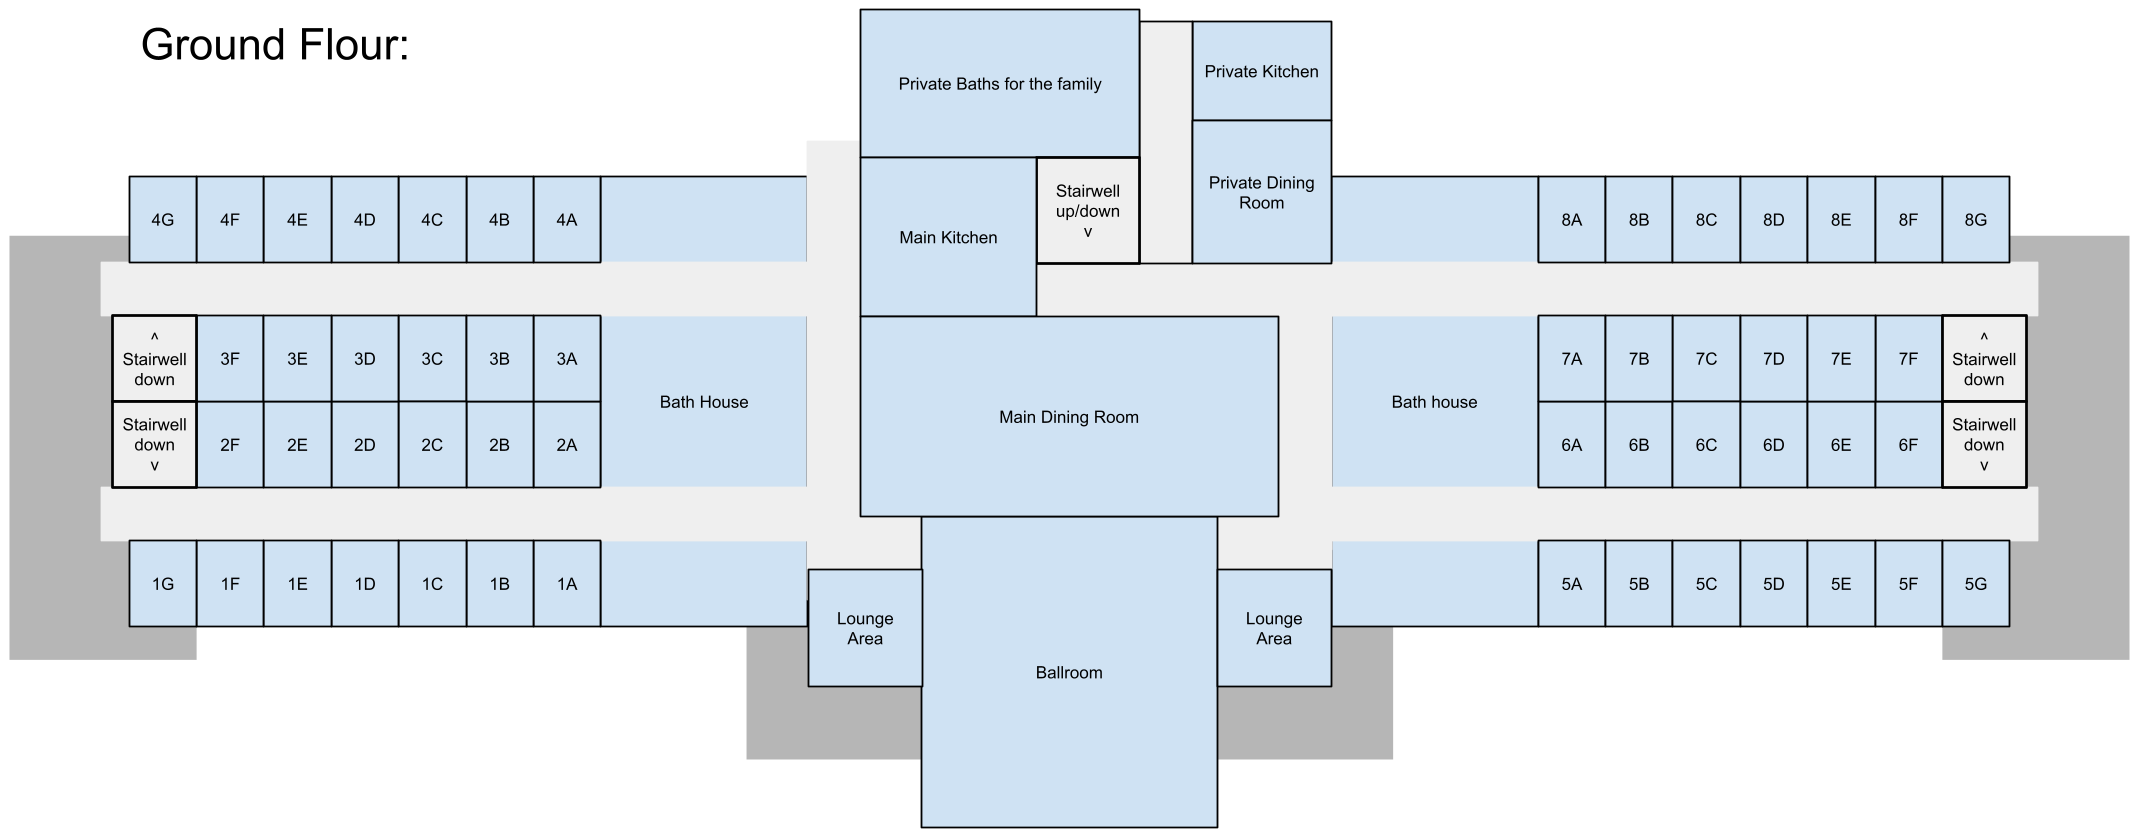 Ground Flour:
Private Baths for the family
Private Kitchen
Private Dining
Room
Main Kitchen
Stairwell
up/down
v
4G 4F 4E 4D 4C 4B 4A
8A 8B 8C 8D 8E 8F 8G
^
Stairwell
down
3F 3E 3D 3C 3B 3A
Stairwell
down
v
2F 2E 2D 2C 2B 2A
Bath House
Main Dining Room
Bath house
7A 7B 7C 7D 7E 7F
^
Stairwell
down
6A 6B 6C 6D 6E 6F
Stairwell
down
v
1G 1F 1E 1D 1C 1B 1A
Lounge
Area
Ballroom
Lounge
Area
5A 5B 5C 5D 5E 5F 5G